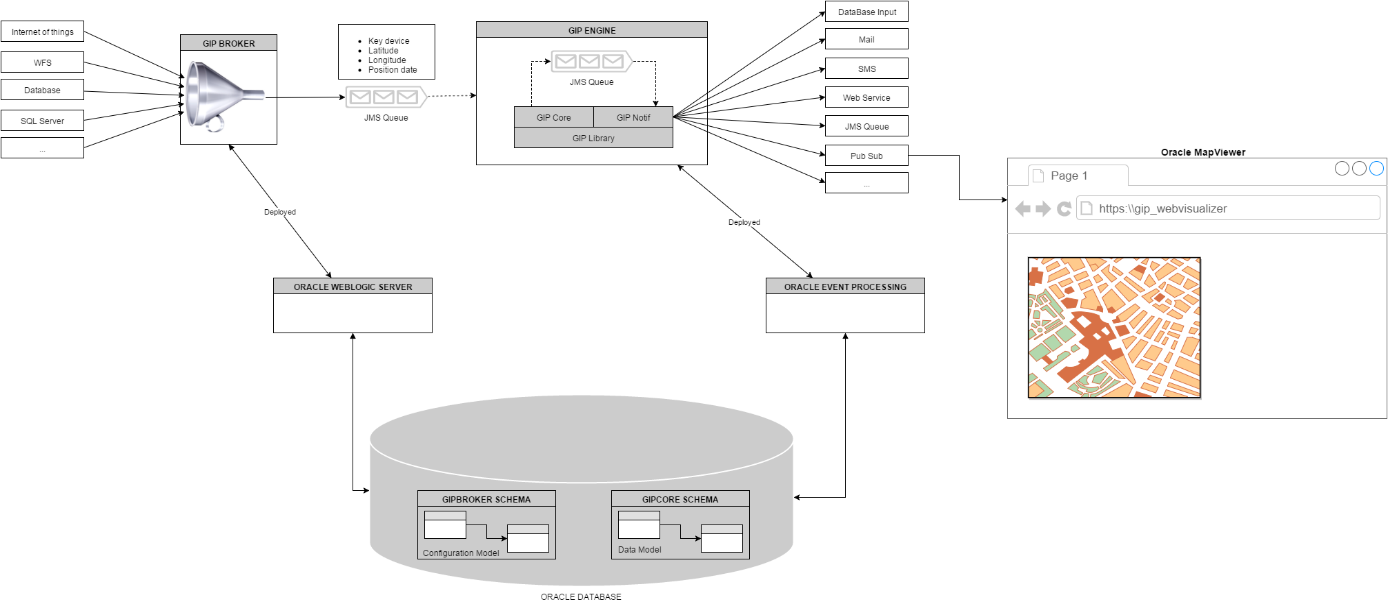 Internet of things
WFS
Database
SQL Server
...
GIP BROKER
• Key device
• Latitude
• Longitude
• Position date
JMS Queue
GIP ENGINE
JMS Queue
GIP Core
GIP Notif
GIP Library
DataBase Input
Mail
SMS
Web Service
JMS Queue
Pub Sub
...
Oracle MapViewer
Page 1
https:\\gip_webvisualizer
Deployed
Deployed
ORACLE WEBLOGIC SERVER
ORACLE EVENT PROCESSING
GIPBROKER SCHEMA
Configuration Model
GIPCORE SCHEMA
Data Model
ORACLE DATABASE